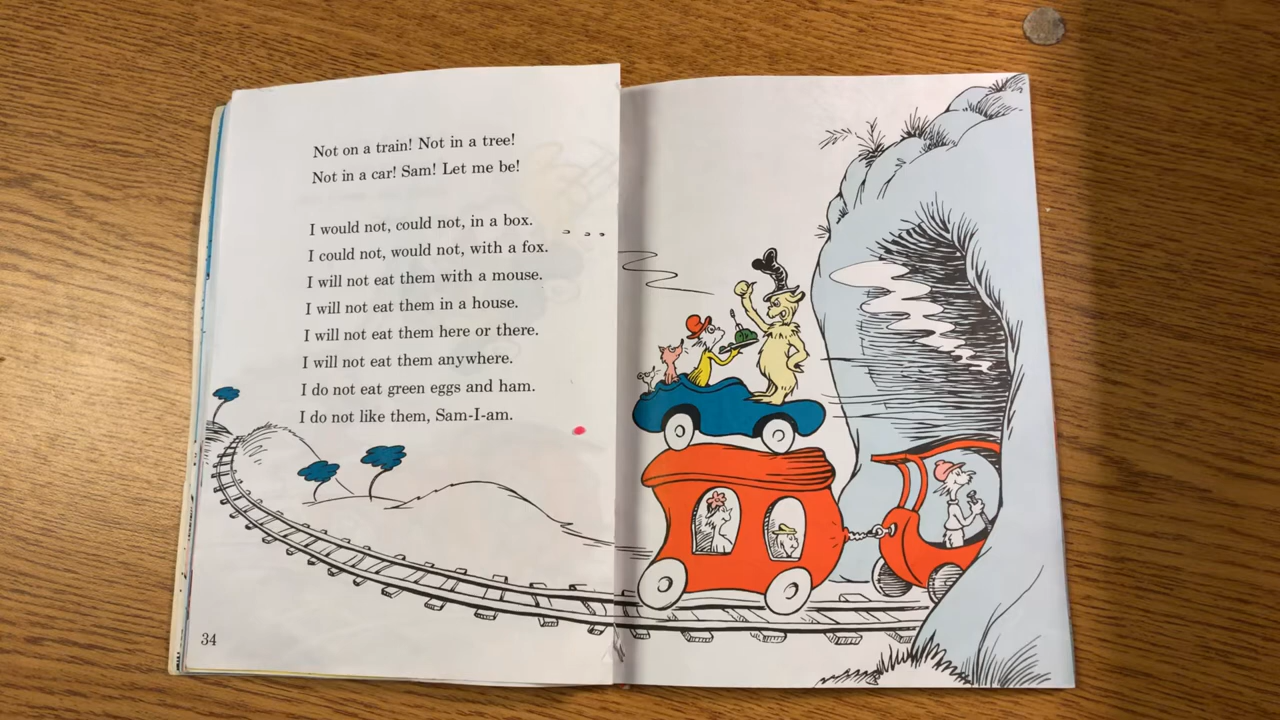 Not on a train! Not in a tree!
Not in a car! Sam! Let me be!
I would not, could not, in a box.
I could not, would not, with a fox.
I will not eat them with a mouse.
I will not eat them in a house.
I will not eat them here or there.
I will not eat them anywhere.
I do not eat green eggs and ham.
I do not like them, Sam-I-am.
34